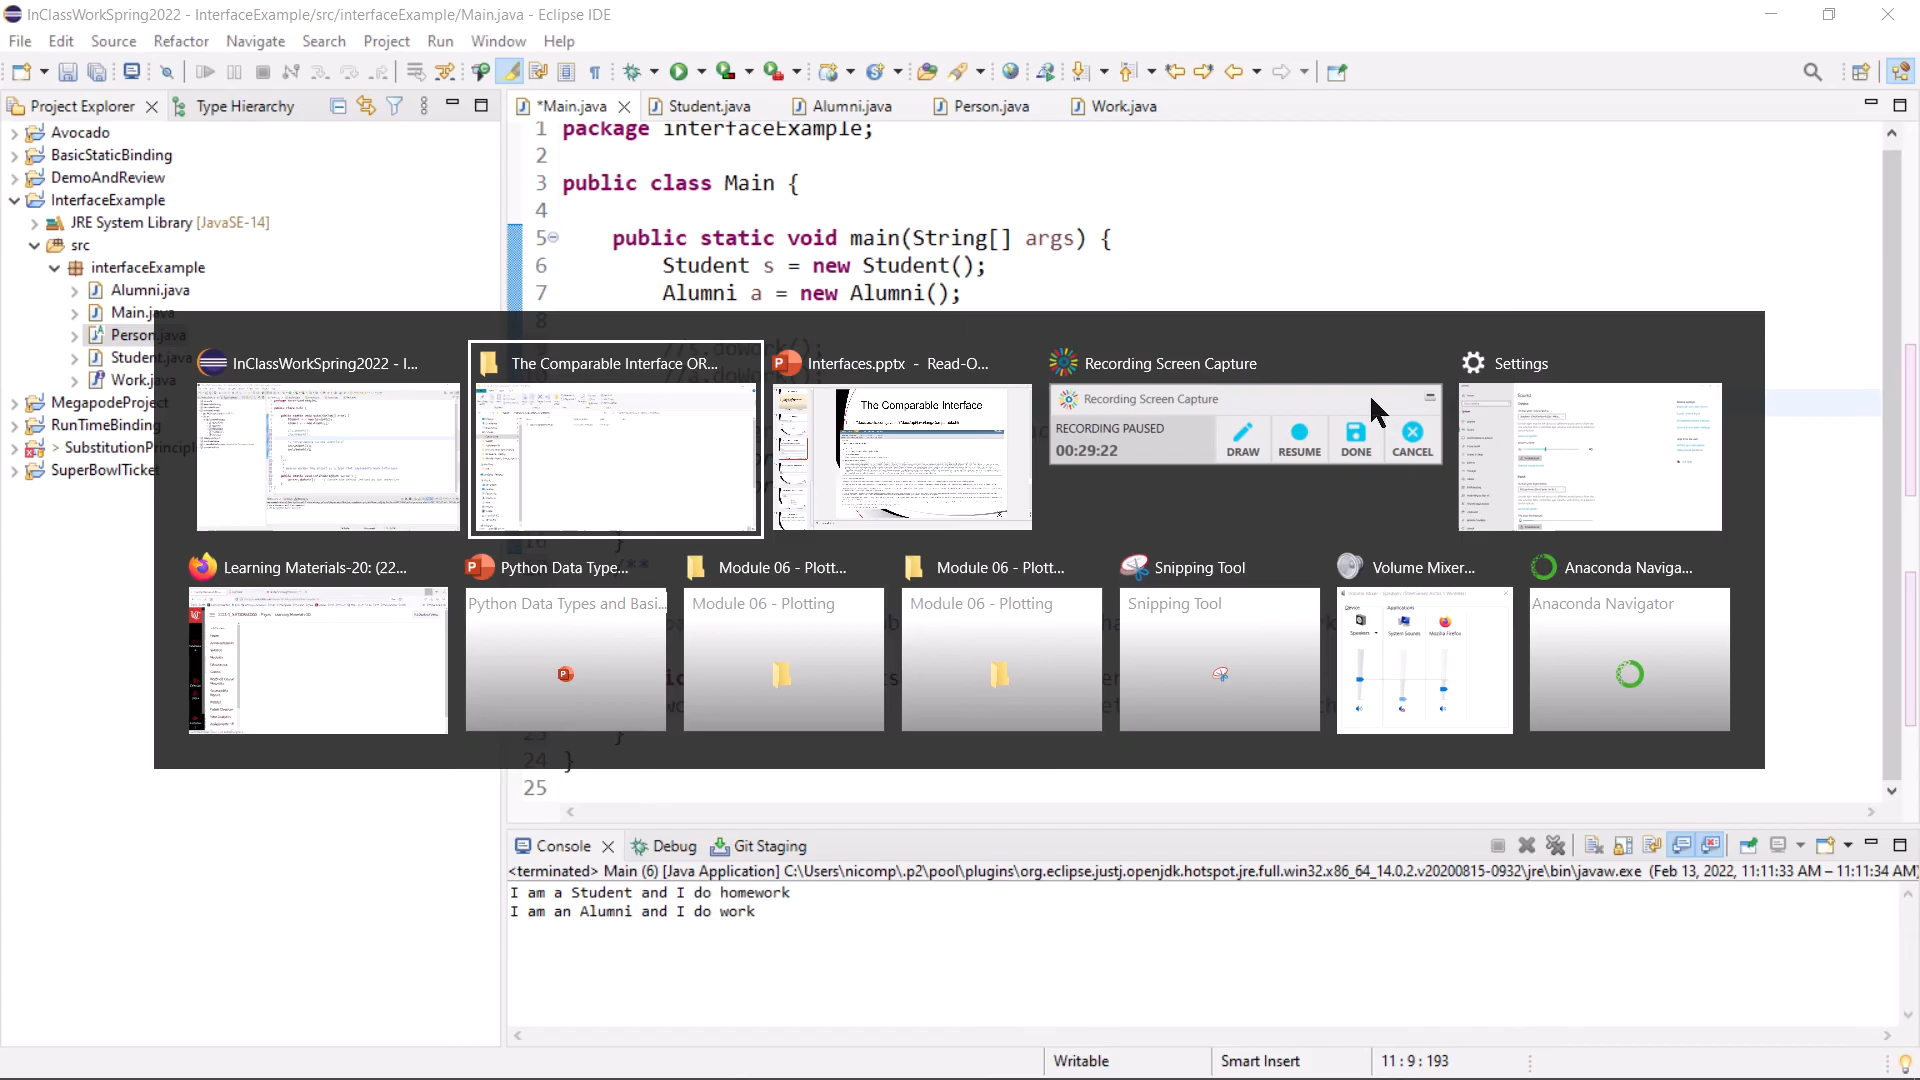 InClassWorkSpring2022 - InterfaceExample/src/interfaceExample/Main.java - Eclipse IDE
File Edit Source Refactor Navigate Search Project Run Window Help
Project Explorer
Type Hierarchy
*Main.java
Student.java
Alumni.java
Person.java
Work.java
Avocado
BasicStaticBinding
DemoAndReview
InterfaceExample
JRE System Library [JavaSE-14]
src
interfaceExample
Alumni.java
Main.java
Person.java
Student.java
Work.java
MegapodeProject
RunTimeBinding
> SubstitutionPrincipl
SuperBowlTicket
1 package interfaceExample;
2
3 public class Main {
4
5 public static void main(String[] args) {
6 Student s = new Student();
7 Alumni a = new Alumni();
8
InClassWorkSpring2022 - I...
The Comparable Interface OR...
Interfaces.pptx - Read-O...
The Comparable Interface
Recording Screen Capture
Recording Screen Capture
RECORDING PAUSED
00:29:22
DRAW
RESUME
DONE
CANCEL
Settings
Learning Materials-20: (22...
Python Data Type...
Python Data Types and Basi...
Module 06 - Plott...
Module 06 - Plotting
Module 06 - Plott...
Module 06 - Plotting
Snipping Tool
Snipping Tool
Volume Mixer...
Device
Applications
Speakers
System Sounds
Mozilla Firefox
Anaconda Naviga...
Anaconda Navigator
23 }
24 }
25
Console
Debug
Git Staging
<terminated> Main (6) [Java Application] C:\Users\nicomp\.p2\pool\plugins\org.eclipse.justj.openjdk.hotspot.jre.full.win32.x86_64_14.0.2.v20200815-0932\jre\bin\javaw.exe (Feb 13, 2022, 11:11:33 AM – 11:11:34 AM)
I am a Student and I do homework
I am an Alumni and I do work
Writable
Smart Insert
11 : 9 : 193